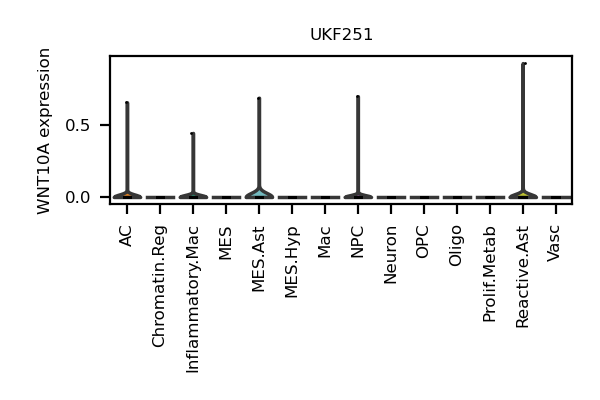 UKF251
WNT10A expression
0.5
0.0
AC
Chromatin.Reg
Inflammatory.Mac
MES
MES.Ast
MES.Hyp
Mac
NPC
Neuron
OPC
Oligo
Prolif.Metab
Reactive.Ast
Vasc